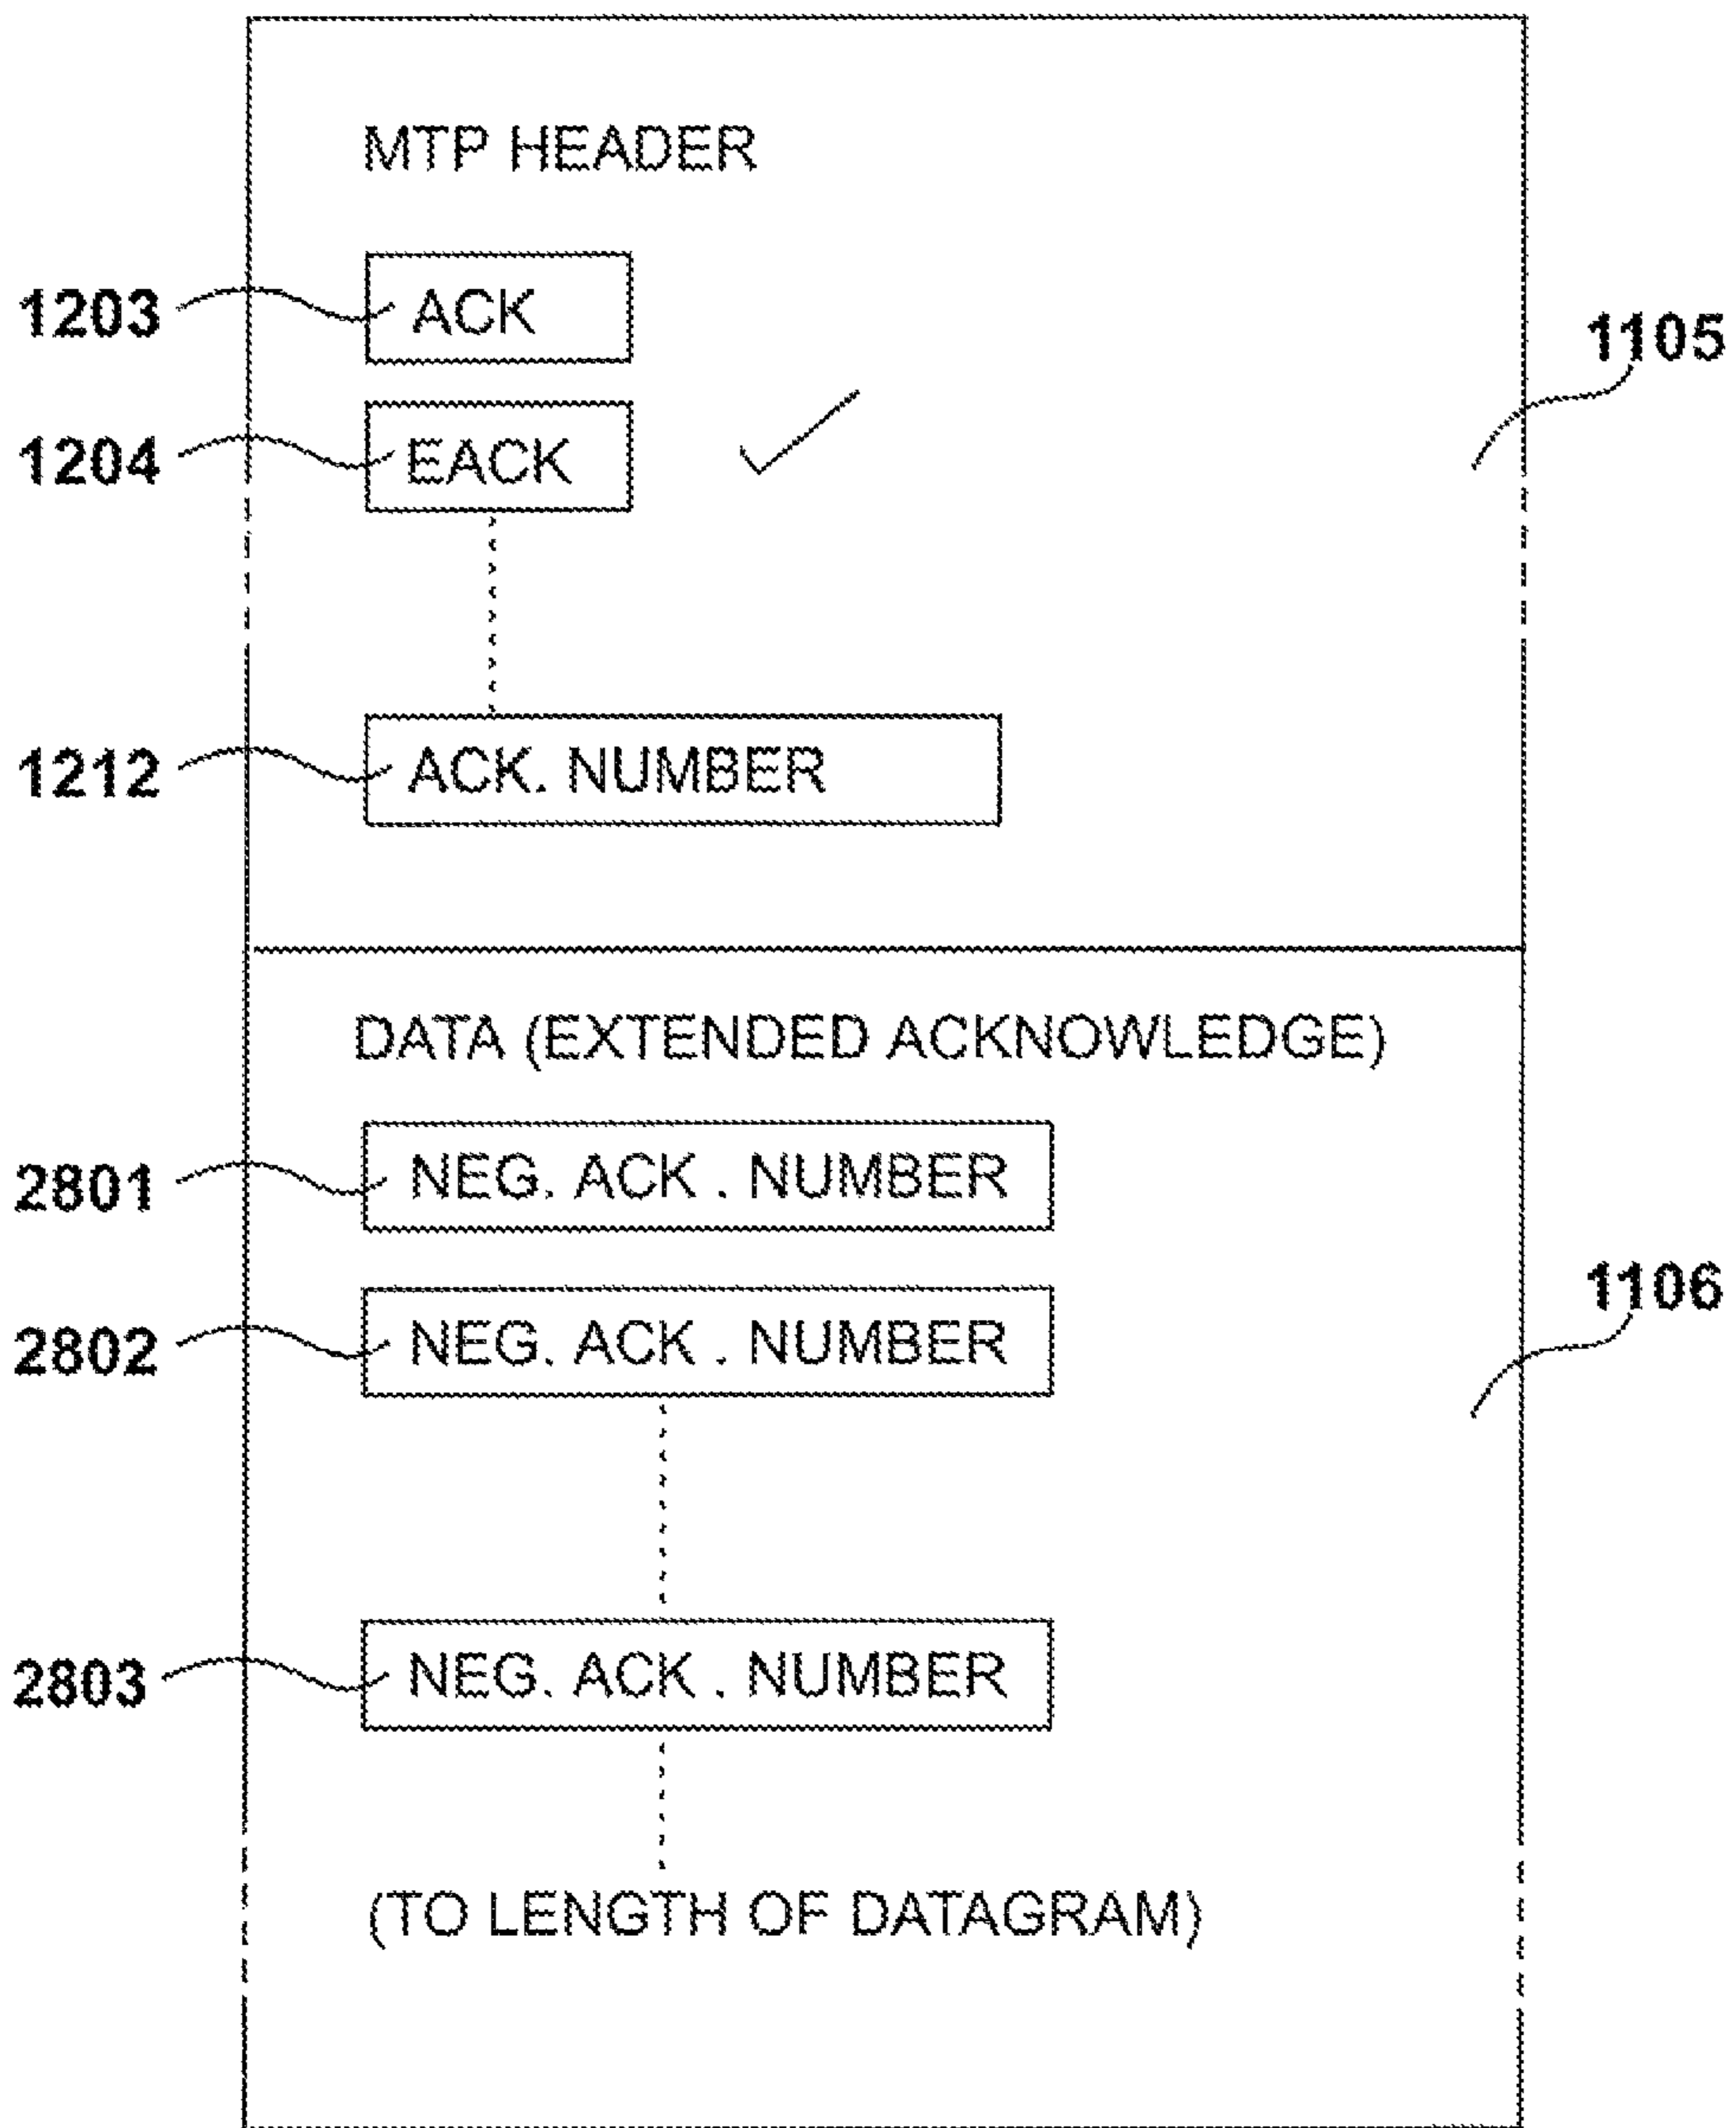 MTP HEADER
1203 ACK
1105
1204 EACK
1212 ACK. NUMBER
DATA (EXTENDED ACKNOWLEDGE)
2801 NEG. ACK . NUMBER
1106
2802 NEG. ACK . NUMBER
2803 NEG. ACK . NUMBER
(TO LENGTH OF DATAGRAM)